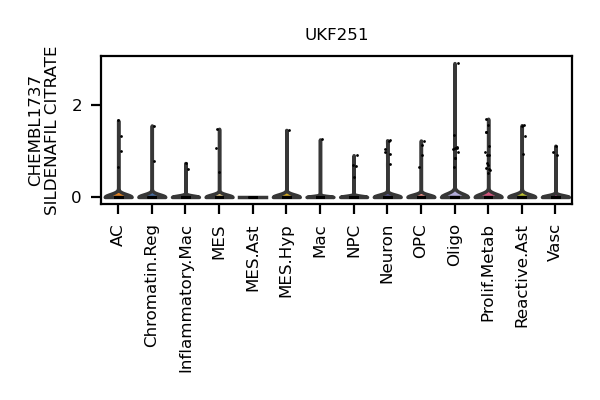 UKF251
CHEMBL1737
SILDENAFIL CITRATE
2
0
AC
Chromatin.Reg
Inflammatory.Mac
MES
MES.Ast
MES.Hyp
Mac
NPC
Neuron
OPC
Oligo
Prolif.Metab
Reactive.Ast
Vasc